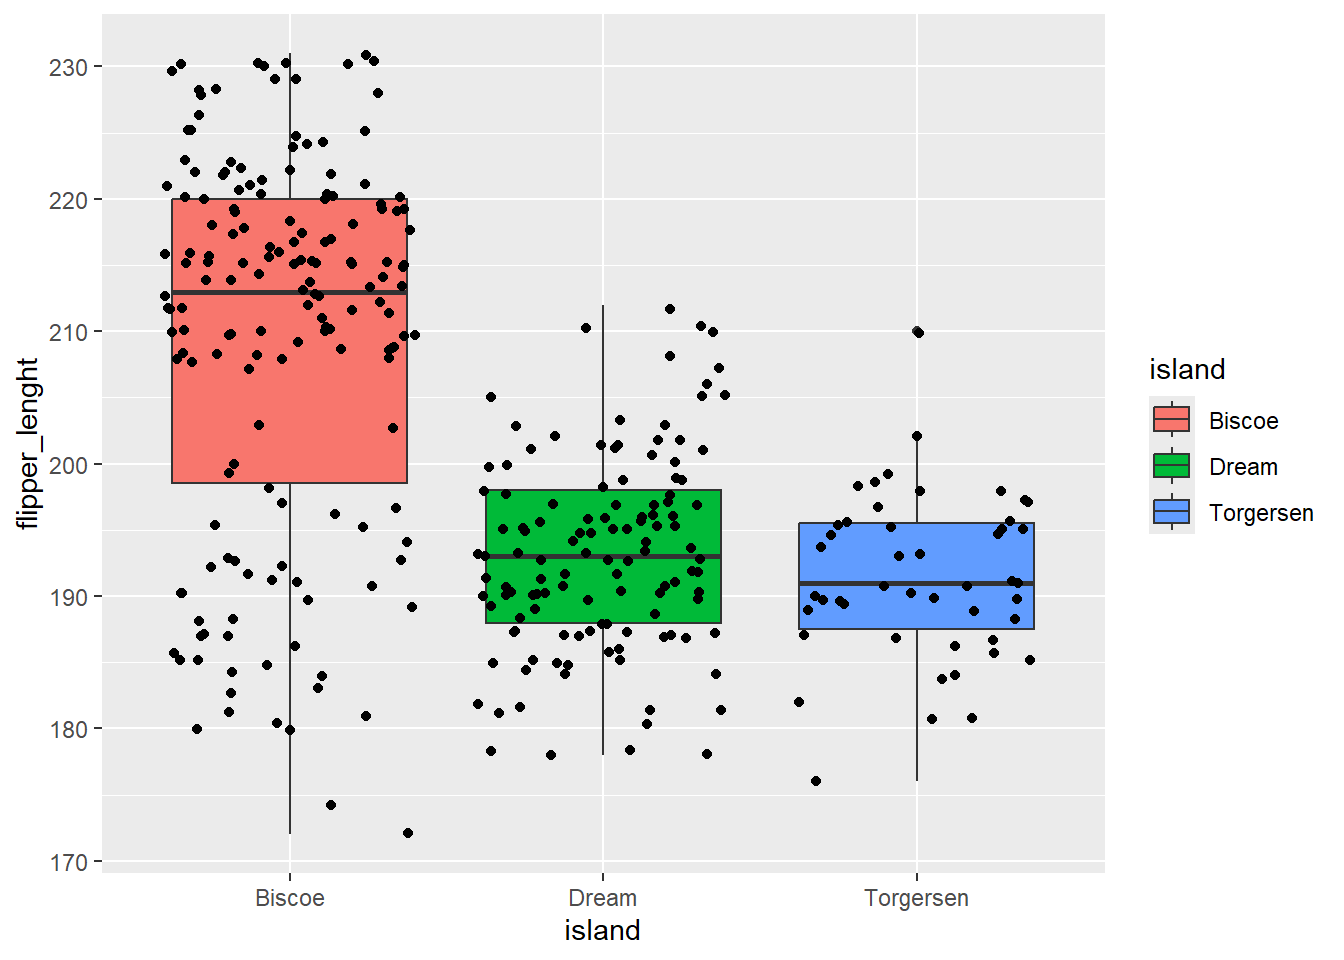 flipper_lenght
230
220
210
200
190
180
170
Biscoe
Dream
Torgersen
island
island
Biscoe
Dream
Torgersen